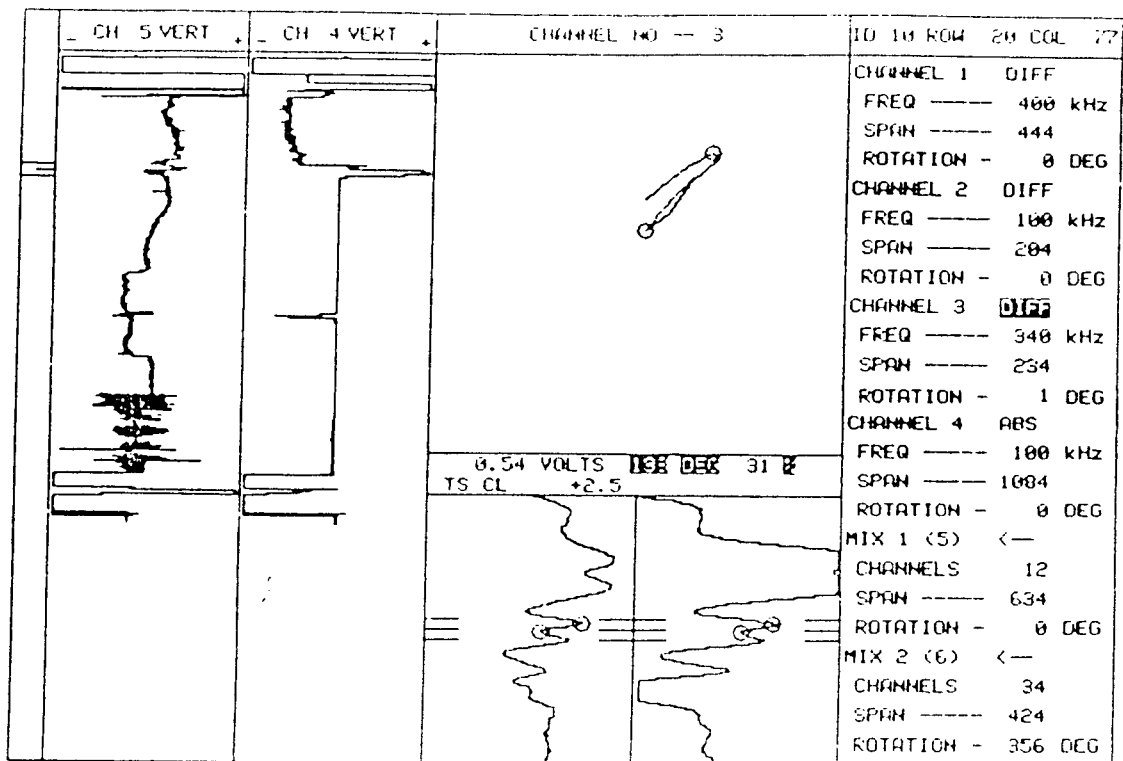 _ CH 5 VERT +
_ CH 4 VERT +
CHANNEL NO -- 3
ID 10 ROW 20 COL 77
CHANNEL 1 DIFF
FREQ ----- 400 kHz
SPAN ----- 444
ROTATION - 0 DEG
CHANNEL 2 DIFF
FREQ ----- 100 kHz
SPAN ----- 204
ROTATION - 0 DEG
CHANNEL 3 DIFF
FREQ ----- 340 kHz
SPAN ----- 234
ROTATION - 1 DEG
CHANNEL 4 ABS
FREQ ----- 100 kHz
SPAN ----- 1084
ROTATION - 0 DEG
MIX 1 (5) <--
CHANNELS 12
SPAN ----- 634
ROTATION - 0 DEG
MIX 2 (6) <--
CHANNELS 34
SPAN ----- 424
ROTATION - 356 DEG
0.54 VOLTS DEG 31 %
TS CL +2.5